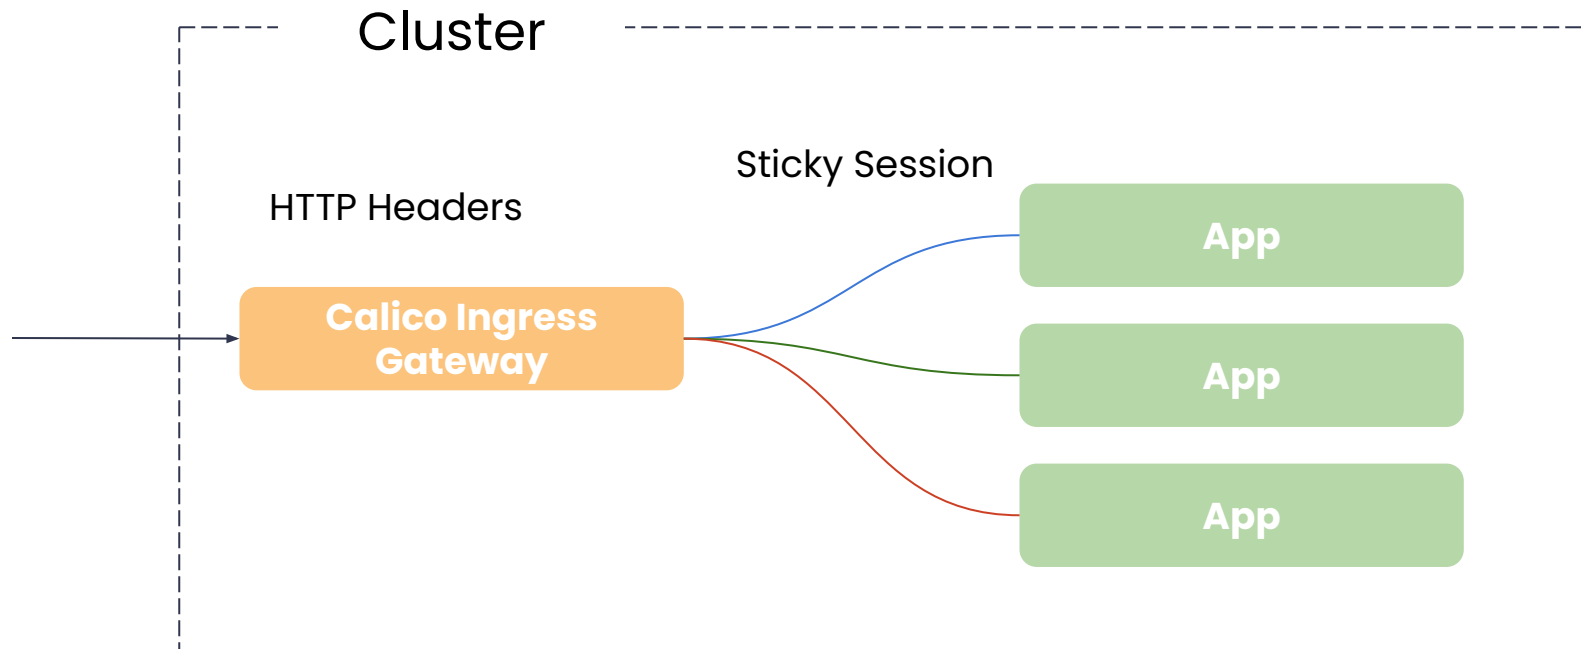 Cluster
Sticky Session
HTTP Headers
App
Calico Ingress
Gateway
App
App